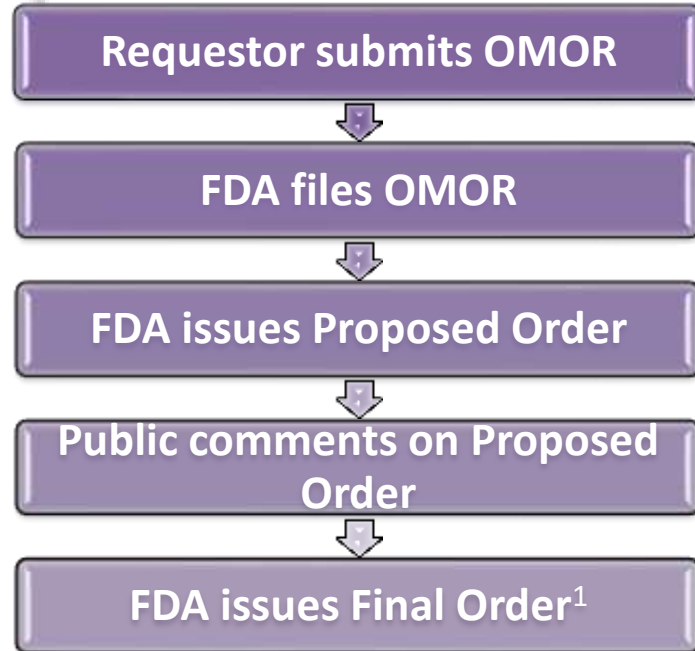 Requestor submits OMOR
FDA files OMOR
FDA issues Proposed Order
Public comments on Proposed
Order
FDA issues Final Order¹